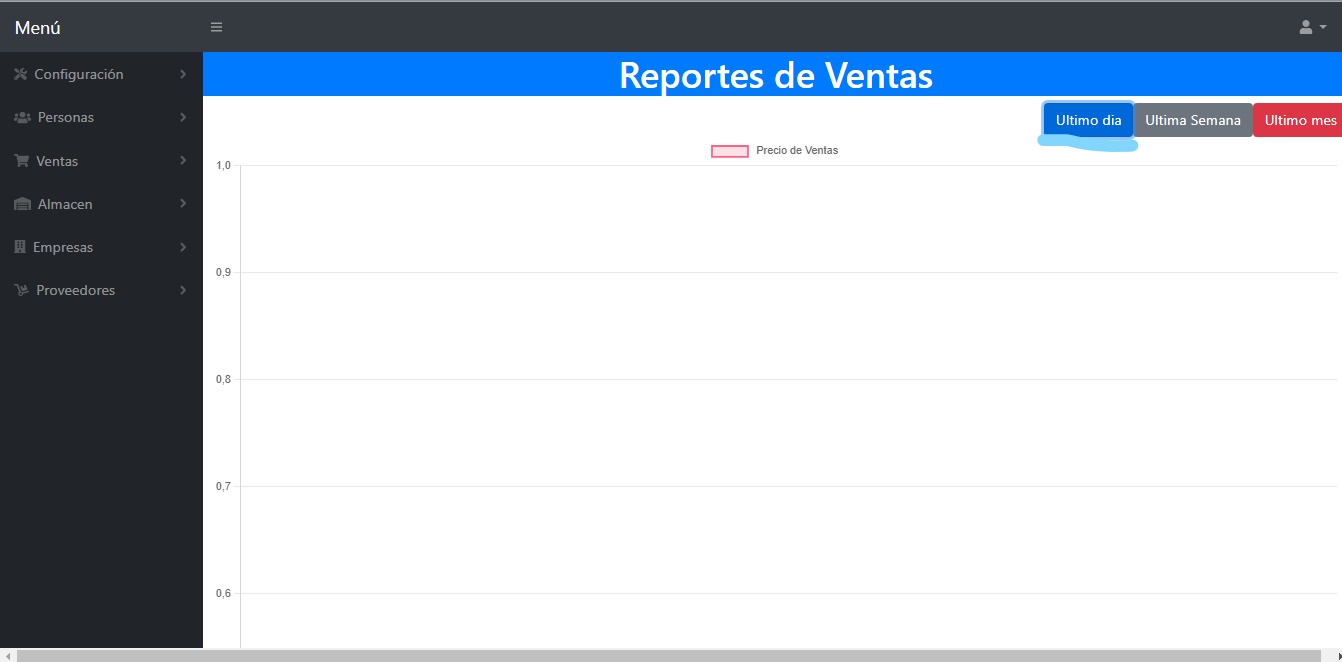 Menú
Reportes de Ventas
Configuración
Personas
Ventas
Almacen
Empresas
Proveedores
Ultimo dia
Ultima Semana
Ultimo mes
Precio de Ventas
1,0
0,9
0,8
0,7
0,6